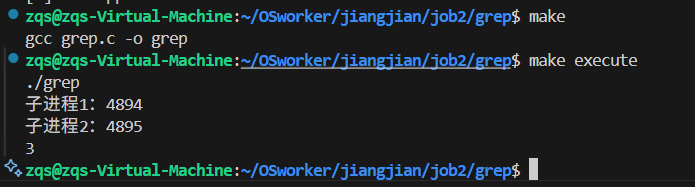 zqs@zqs-Virtual-Machine:~/OSworker/jiangjian/job2/grep$ make
gcc grep.c -o grep
zqs@zqs-Virtual-Machine:~/OSworker/jiangjian/job2/grep$ make execute
./grep
子进程1: 4894
子进程2: 4895
3
zqs@zqs-Virtual-Machine:~/OSworker/jiangjian/job2/grep$